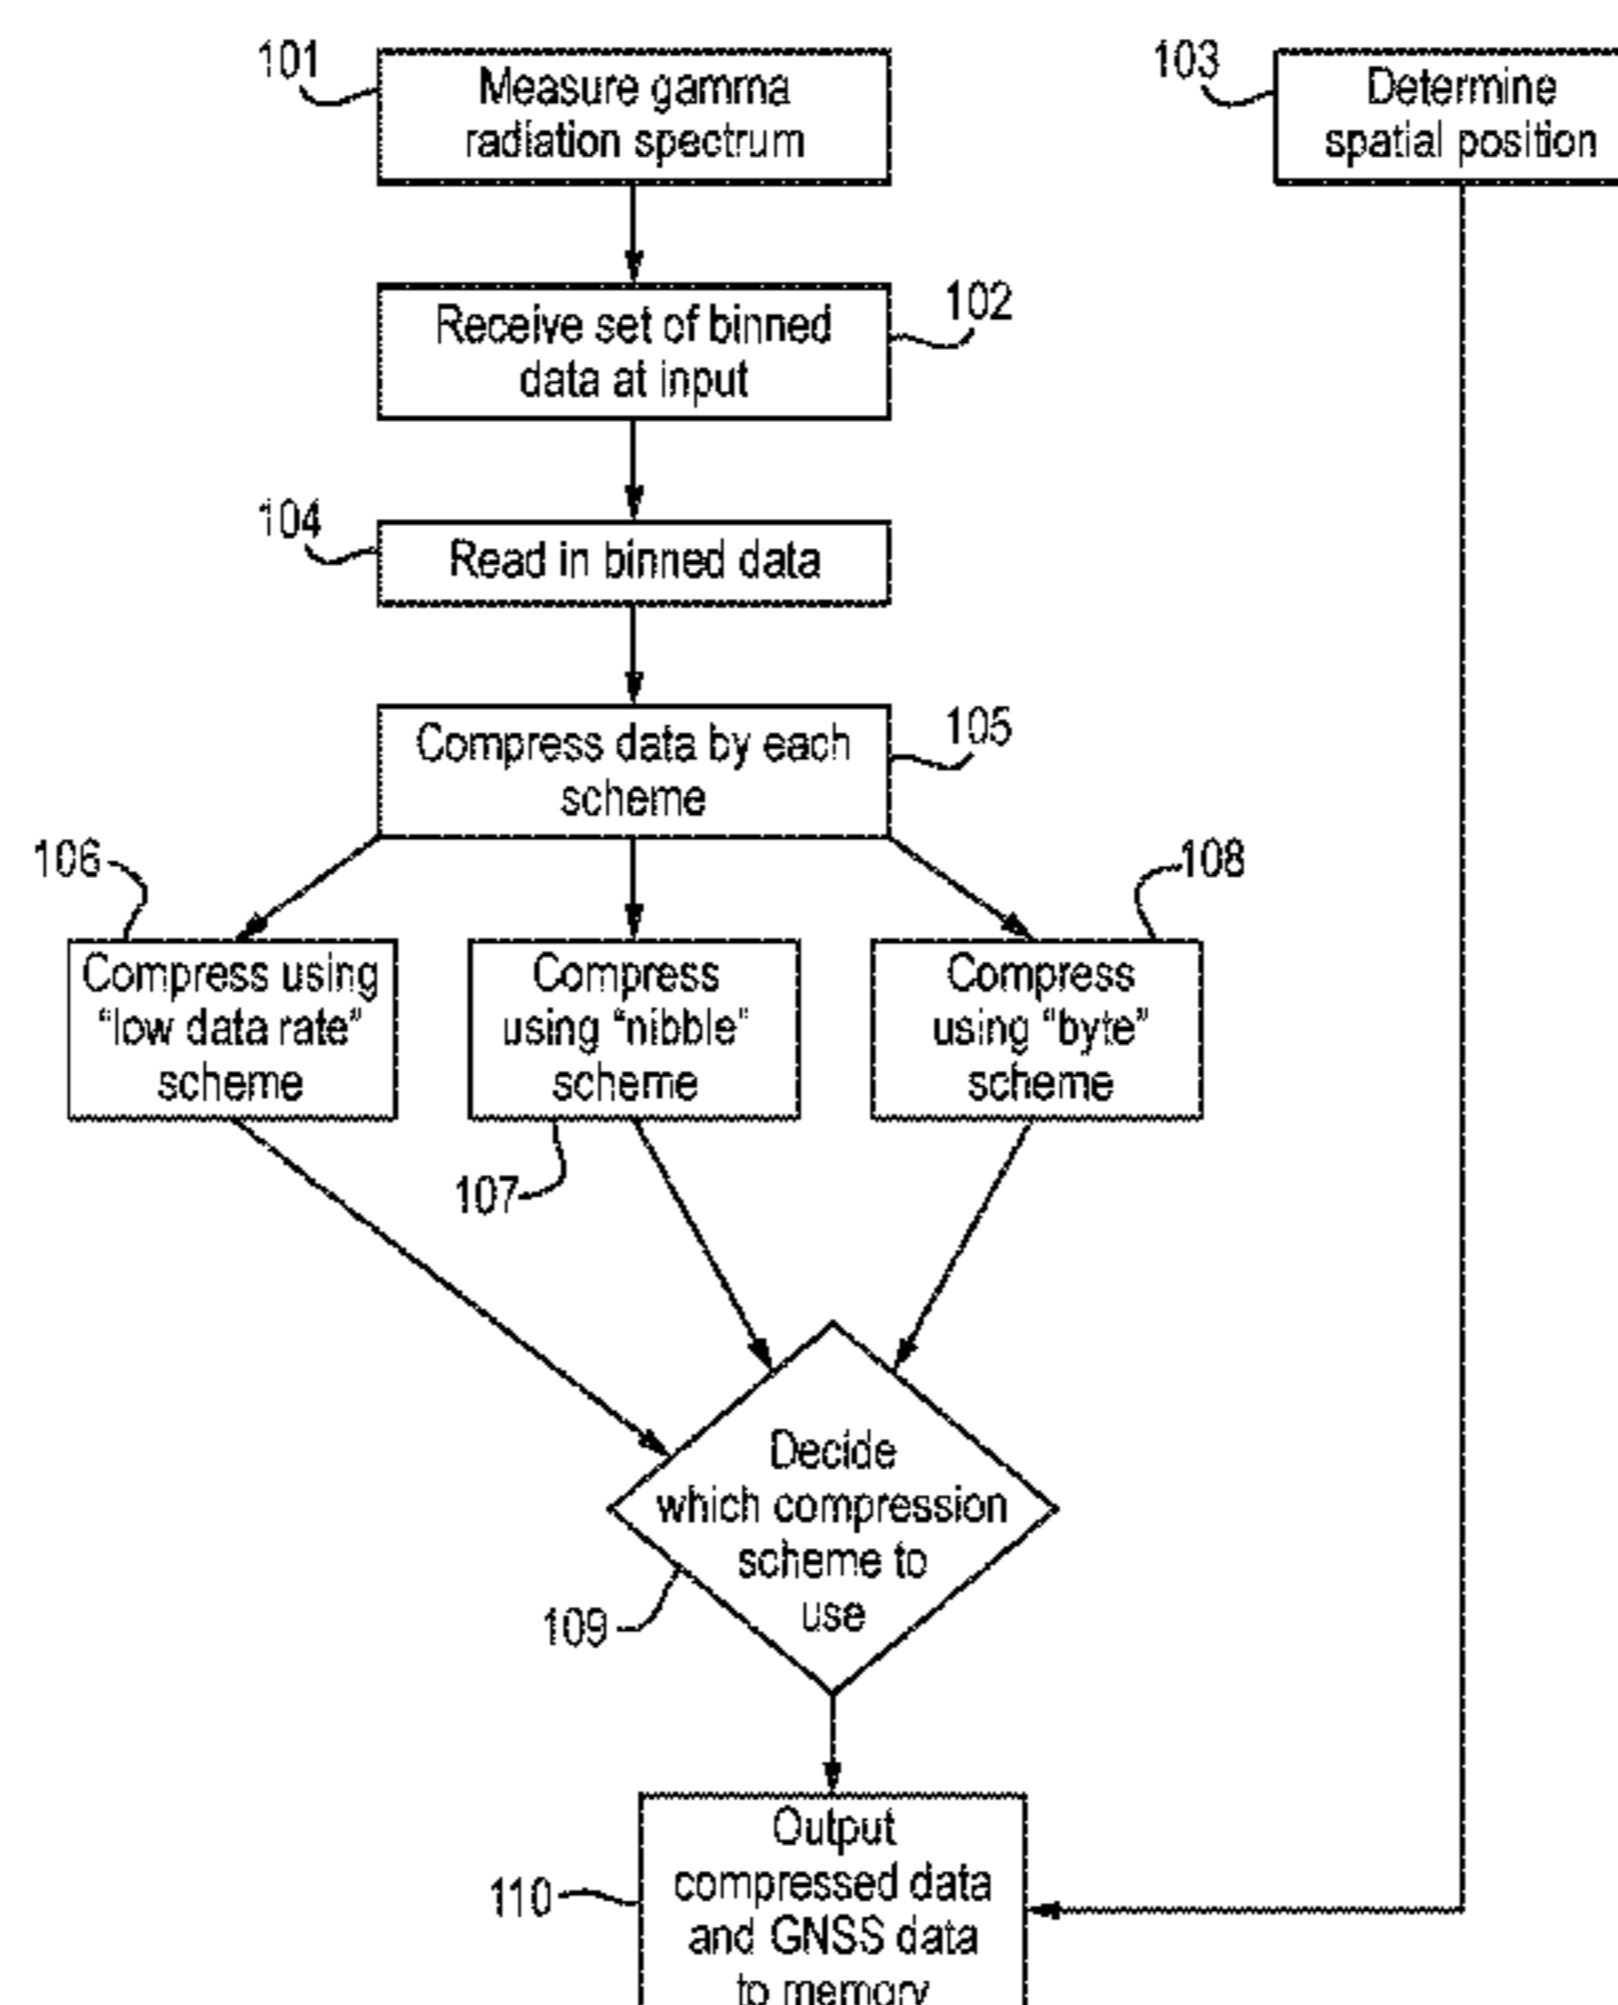 101
Measure gamma
radiation spectrum
103
Determine
spatial position
Receive set of binned
data at input
102
104
Read in binned data
Compress data by each
scheme
105
106
108
Compress using
“low data rate”
scheme
Compress
using “nibble”
scheme
Compress
using “byte”
scheme
107
Decide
which compression
scheme to
use
109
Output
compressed data
and GNSS data
to memory
110